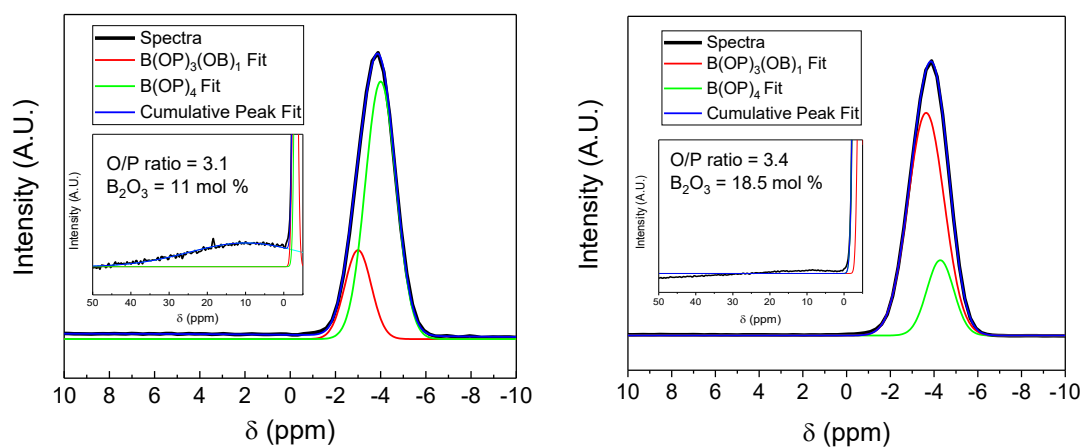 Spectra
B(OP)₃(OB)₁ Fit
B(OP)₄ Fit
Cumulative Peak Fit
O/P ratio = 3.1
B₂O₃ = 11 mol %
Intensity (A.U.)
50 40 30 20 10 0
δ (ppm)
Intensity (A.U.)
10 8 6 4 2 0 -2 -4 -6 -8 -10
δ (ppm)
Spectra
B(OP)₃(OB)₁ Fit
B(OP)₄ Fit
Cumulative Peak Fit
O/P ratio = 3.4
B₂O₃ = 18.5 mol %
Intensity (A.U.)
50 40 30 20 10 0
δ (ppm)
Intensity (A.U.)
10 8 6 4 2 0 -2 -4 -6 -8 -10
δ (ppm)